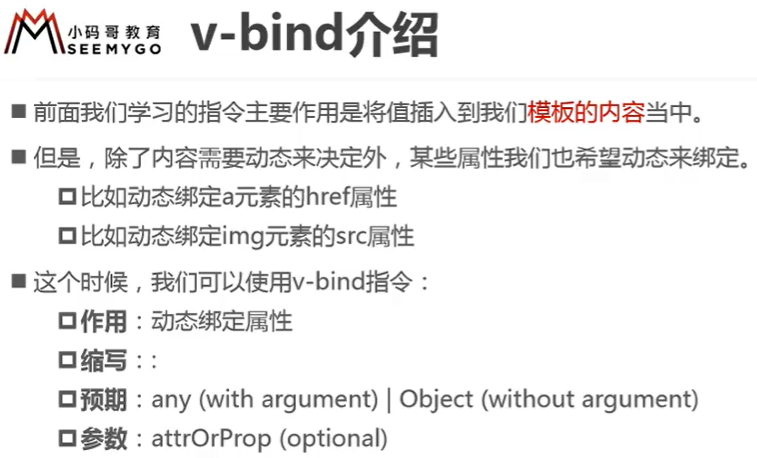 小码哥教育
SEEMYGO
v-bind介绍
前面我们学习的指令主要作用是将值插入到我们模板的内容当中。
但是，除了内容需要动态来决定外，某些属性我们也希望动态来绑定。
比如动态绑定a元素的href属性
比如动态绑定img元素的src属性
这个时候，我们可以使用v-bind指令：
作用：动态绑定属性
缩写：:
预期：any (with argument) | Object (without argument)
参数：attrOrProp (optional)